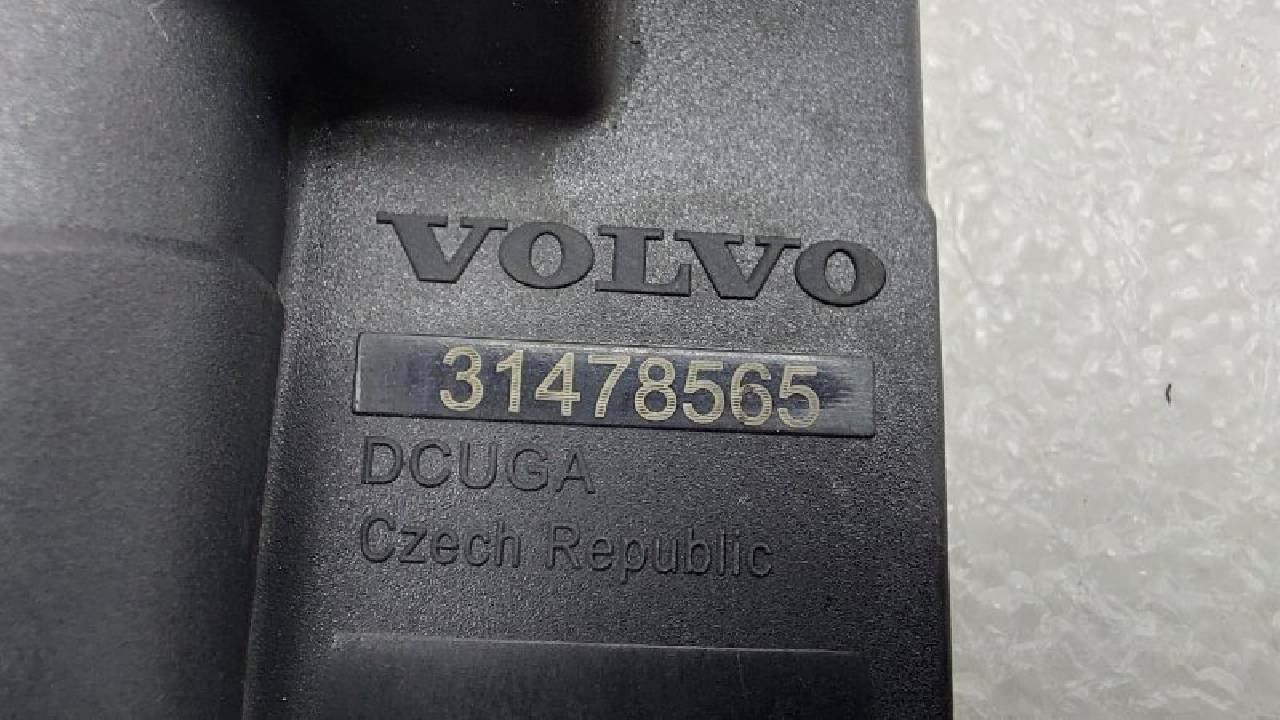 VOLVO
31478565
DCUGA
Czech Republic